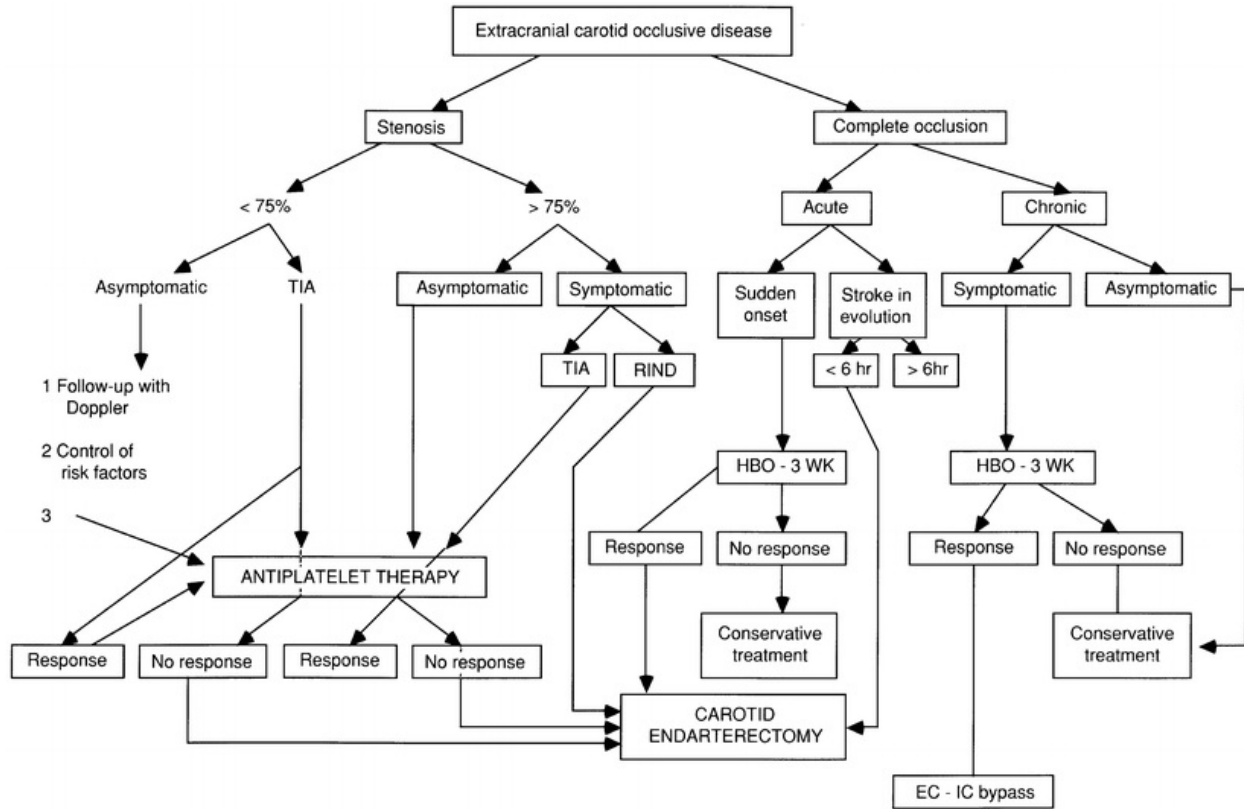 Extracranial carotid occlusive disease
Stenosis
Complete occlusion
< 75%
> 75%
Acute
Chronic
Asymptomatic
TIA
Asymptomatic
Symptomatic
Sudden
onset
Stroke in
evolution
Symptomatic
Asymptomatic
TIA
RIND
< 6 hr
> 6hr
1 Follow-up with
Doppler
2 Control of
risk factors
3
HBO - 3 WK
HBO - 3 WK
Response
No response
Response
No response
ANTIPLATELET THERAPY
Response
No response
Response
No response
Conservative
treatment
Conservative
treatment
CAROTID
ENDARTERECTOMY
EC - IC bypass